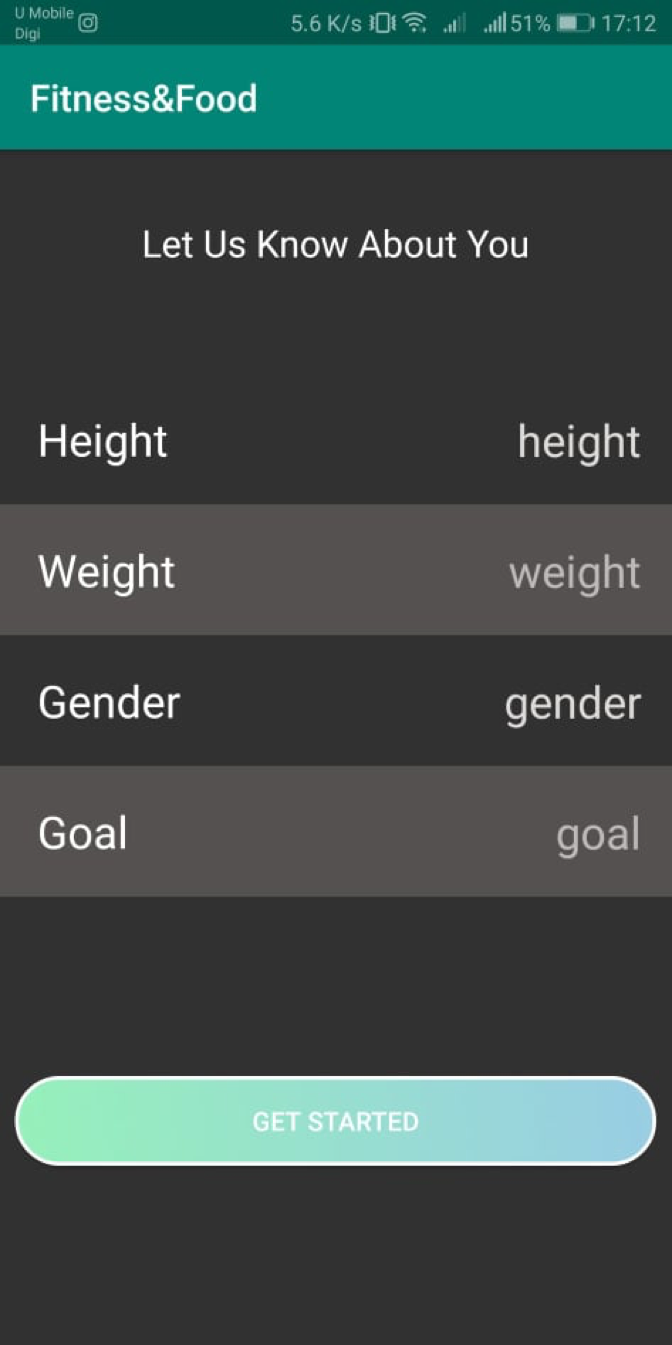 U Mobile
Digi
5.6 K/s 51% 17:12
Fitness&Food
Let Us Know About You
Height height
Weight weight
Gender gender
Goal goal
GET STARTED